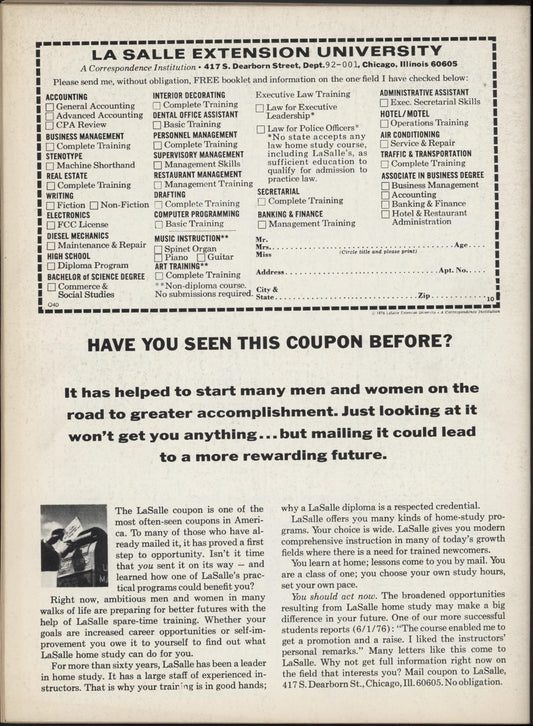 LA SALLE EXTENSION UNIVERSITY
A Correspondence Institution • 417 S. Dearborn Street, Dept. 92-001, Chicago, Illinois 60605
Please send me, without obligation, FREE booklet and information on the one field I have checked below:
ACCOUNTING
General Accounting
Advanced Accounting
CPA Review
BUSINESS MANAGEMENT
Complete Training
STENOTYPE
Machine Shorthand
REAL ESTATE
Complete Training
WRITING
Fiction Non-Fiction
ELECTRONICS
FCC License
DIESEL MECHANICS
Maintenance & Repair
HIGH SCHOOL
Diploma Program
BACHELOR of SCIENCE DEGREE
Commerce &
Social Studies
INTERIOR DECORATING
Complete Training
DENTAL OFFICE ASSISTANT
Basic Training
PERSONNEL MANAGEMENT
Complete Training
SUPERVISORY MANAGEMENT
Management Skills
RESTAURANT MANAGEMENT
Management Training
DRAFTING
Complete Training
COMPUTER PROGRAMMING
Basic Training
MUSIC INSTRUCTION**
Spinet Organ
Piano Guitar
ART TRAINING**
Complete Training
**Non-diploma course.
No submissions required.
Executive Law Training
Law for Executive
Leadership*
Law for Police Officers*
*No state accepts any
law home study course,
including LaSalle's, as
sufficient education to
qualify for admission to
practice law.
SECRETARIAL
Complete Training
BANKING & FINANCE
Management Training
ADMINISTRATIVE ASSISTANT
Exec. Secretarial Skills
HOTEL/MOTEL
Operations Training
AIR CONDITIONING
Service & Repair
TRAFFIC & TRANSPORTATION
Complete Training
ASSOCIATE IN BUSINESS DEGREE
Business Management
Accounting
Banking & Finance
Hotel & Restaurant
Administration
Mr.
Mrs. Age
Miss (Circle title and please print)
Address Apt. No.
City &
State Zip 10
© 1976 LaSalle Extension University • A Correspondence Institution
HAVE YOU SEEN THIS COUPON BEFORE?
It has helped to start many men and women on the
road to greater accomplishment. Just looking at it
won't get you anything...but mailing it could lead
to a more rewarding future.
The LaSalle coupon is one of the
most often-seen coupons in Ameri-
ca. To many of those who have al-
ready mailed it, it has proved a first
step to opportunity. Isn't it time
that you sent it on its way — and
learned how one of LaSalle's prac-
tical programs could benefit you?
Right now, ambitious men and women in many
walks of life are preparing for better futures with the
help of LaSalle spare-time training. Whether your
goals are increased career opportunities or self-im-
provement you owe it to yourself to find out what
LaSalle home study can do for you.
For more than sixty years, LaSalle has been a leader
in home study. It has a large staff of experienced in-
structors. That is why your training is in good hands;
why a LaSalle diploma is a respected credential.
LaSalle offers you many kinds of home-study pro-
grams. Your choice is wide. LaSalle gives you modern
comprehensive instruction in many of today's growth
fields where there is a need for trained newcomers.
You learn at home; lessons come to you by mail. You
are a class of one; you choose your own study hours,
set your own pace.
You should act now. The broadened opportunities
resulting from LaSalle home study may make a big
difference in your future. One of our more successful
students reports (6/1/76): "The course enabled me to
get a promotion and a raise. I liked the instructors'
personal remarks." Many letters like this come to
LaSalle. Why not get full information right now on
the field that interests you? Mail coupon to LaSalle,
417 S. Dearborn St., Chicago, Ill. 60605. No obligation.